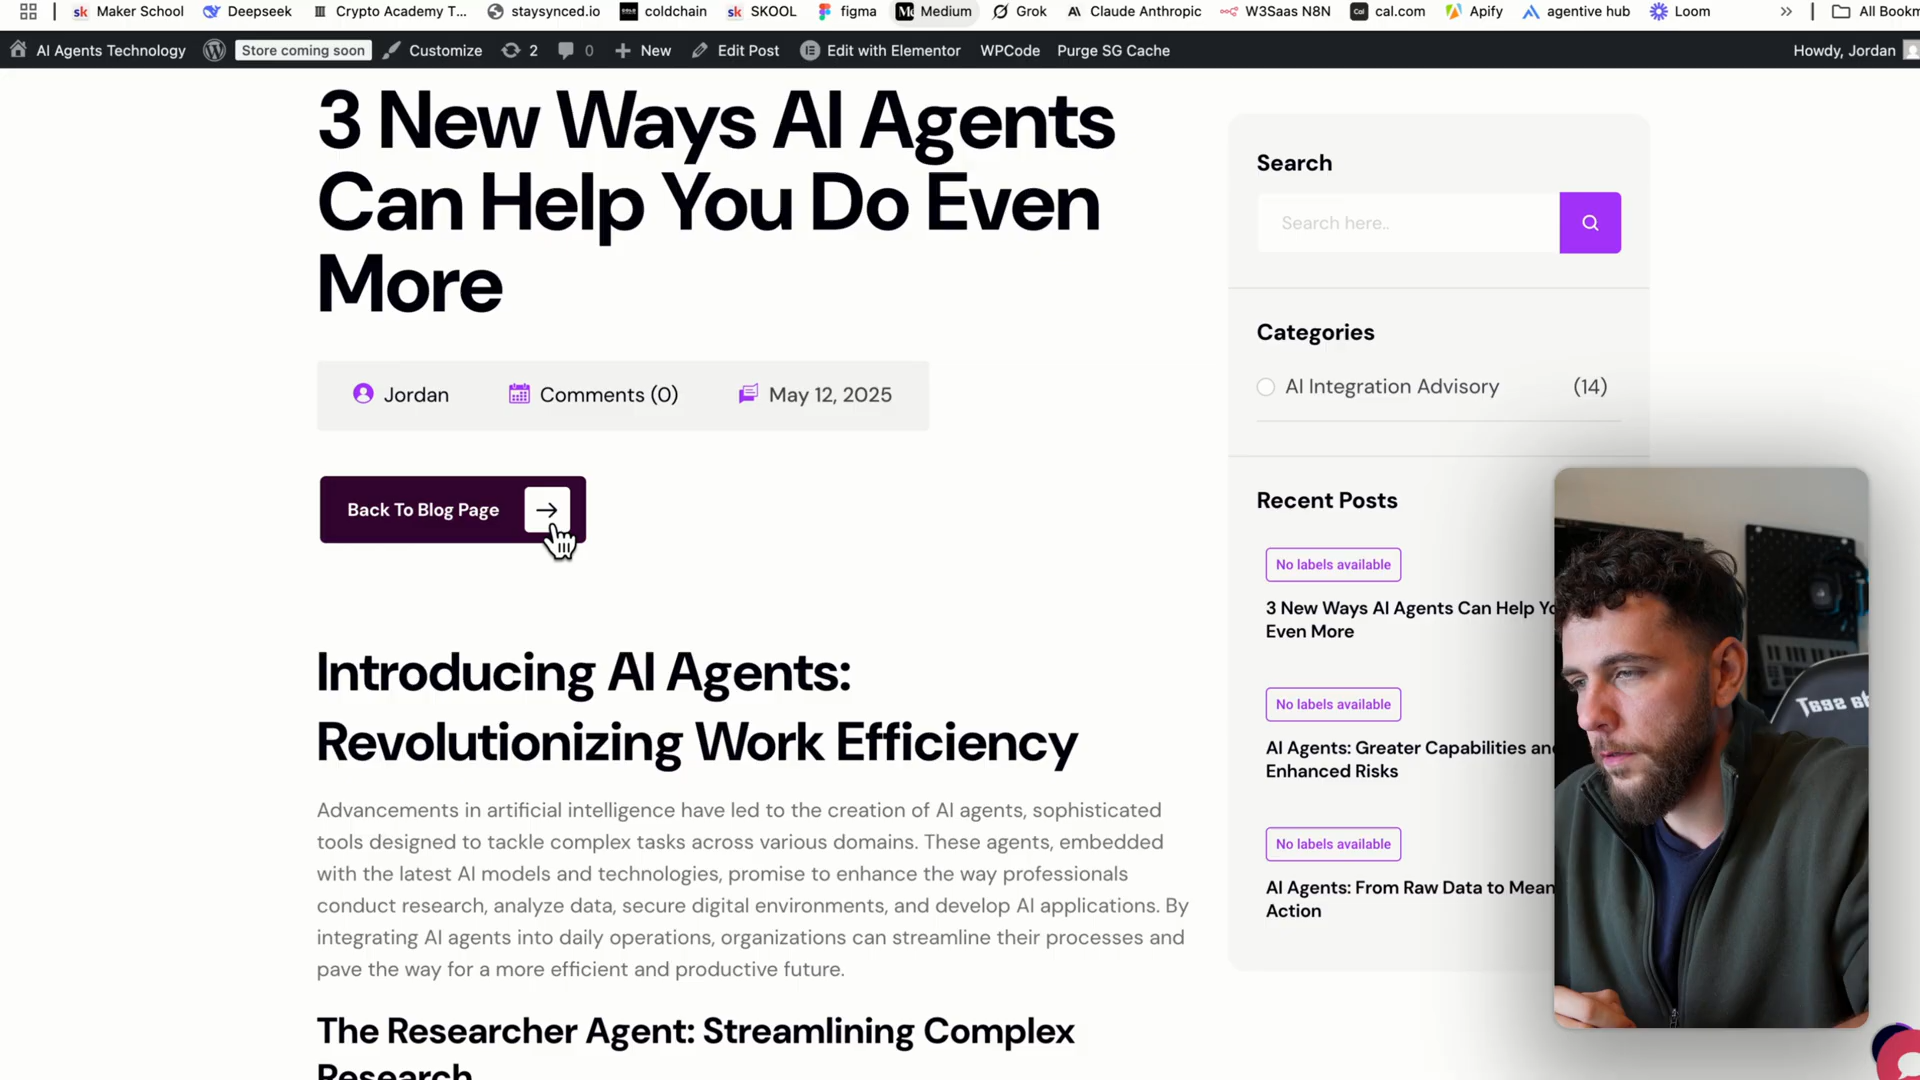 Maker School Deepseek Crypto Academy T... staysynced.io coldchain SKOOL figma Medium Grok Claude Anthropic W3Saas N8N cal.com Apify agentive hub Loom » All Bookm
AI Agents Technology Store coming soon Customize 2 0 New Edit Post Edit with Elementor WPCode Purge SG Cache Howdy, Jordan
3 New Ways AI Agents
Can Help You Do Even
More
Jordan Comments (0) May 12, 2025
Back To Blog Page
Introducing AI Agents:
Revolutionizing Work Efficiency
Advancements in artificial intelligence have led to the creation of AI agents, sophisticated
tools designed to tackle complex tasks across various domains. These agents, embedded
with the latest AI models and technologies, promise to enhance the way professionals
conduct research, analyze data, secure digital environments, and develop AI applications. By
integrating AI agents into daily operations, organizations can streamline their processes and
pave the way for a more efficient and productive future.
The Researcher Agent: Streamlining Complex
Research
Search
Search here..
Categories
AI Integration Advisory (14)
Recent Posts
No labels available
3 New Ways AI Agents Can Help Yo
Even More
No labels available
AI Agents: Greater Capabilities an
Enhanced Risks
No labels available
AI Agents: From Raw Data to Mean
Action